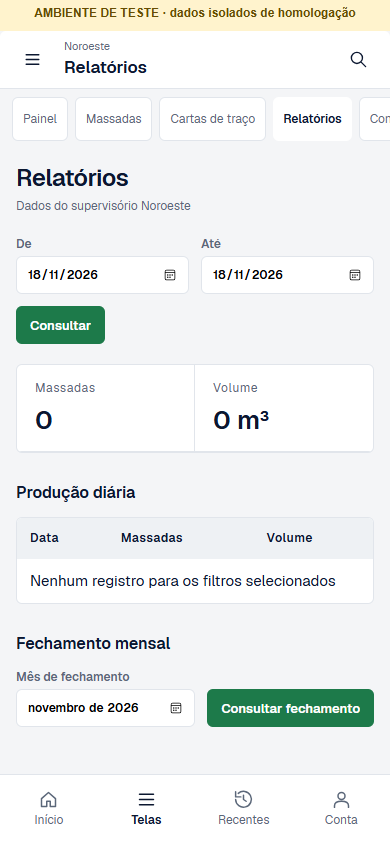 AMBIENTE DE TESTE · dados isolados de homologação
Noroeste
Relatórios
Painel
Massadas
Cartas de traço
Relatórios
Relatórios
Dados do supervisório Noroeste
De
Até
18/11/2026
18/11/2026
Consultar
Massadas
Volume
0
0 m³
Produção diária
Data Massadas Volume
Nenhum registro para os filtros selecionados
Fechamento mensal
Mês de fechamento
novembro de 2026
Consultar fechamento
Início
Telas
Recentes
Conta